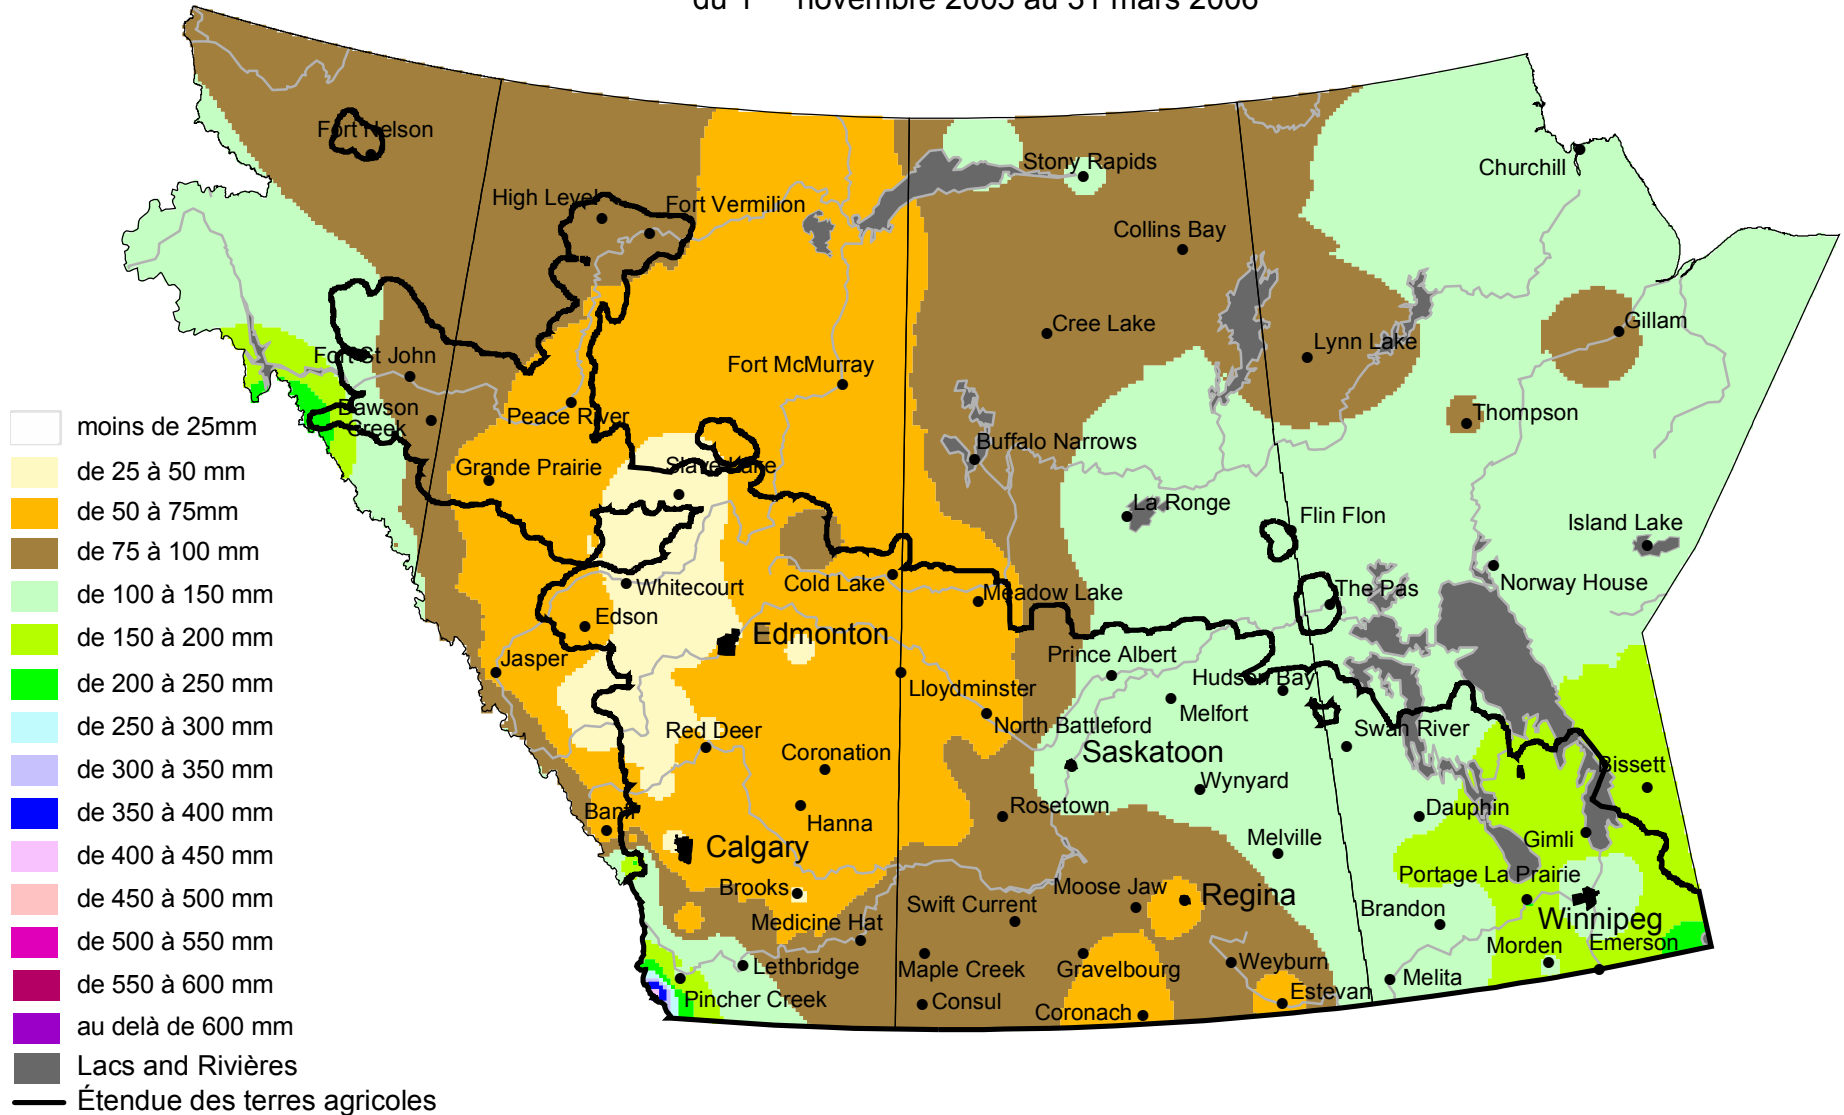 du 1 novembre 2005 au 31 mars 2006
Fort Nelson
Stony Rapids
Churchill
High Level
Fort Vermilion
Collins Bay
Cree Lake
Gillam
Lynn Lake
Fort St John
Fort McMurray
Dawson
Creek
Peace River
Thompson
Buffalo Narrows
Grande Prairie
Slave Lake
La Ronge
Flin Flon
Island Lake
Whitecourt
Cold Lake
Meadow Lake
The Pas
Norway House
Edson
Edmonton
Jasper
Prince Albert
Hudson Bay
Lloydminster
Melfort
North Battleford
Swan River
Red Deer
Coronation
Saskatoon
Bissett
Wynyard
Banff
Hanna
Rosetown
Dauphin
Calgary
Melville
Gimli
Brooks
Moose Jaw
Regina
Portage La Prairie
Swift Current
Brandon
Winnipeg
Medicine Hat
Morden
Emerson
Lethbridge
Maple Creek
Gravelbourg
Weyburn
Melita
Pincher Creek
Consul
Coronach
Estevan
moins de 25mm
de 25 à 50 mm
de 50 à 75mm
de 75 à 100 mm
de 100 à 150 mm
de 150 à 200 mm
de 200 à 250 mm
de 250 à 300 mm
de 300 à 350 mm
de 350 à 400 mm
de 400 à 450 mm
de 450 à 500 mm
de 500 à 550 mm
de 550 à 600 mm
au delà de 600 mm
Lacs and Rivières
Étendue des terres agricoles